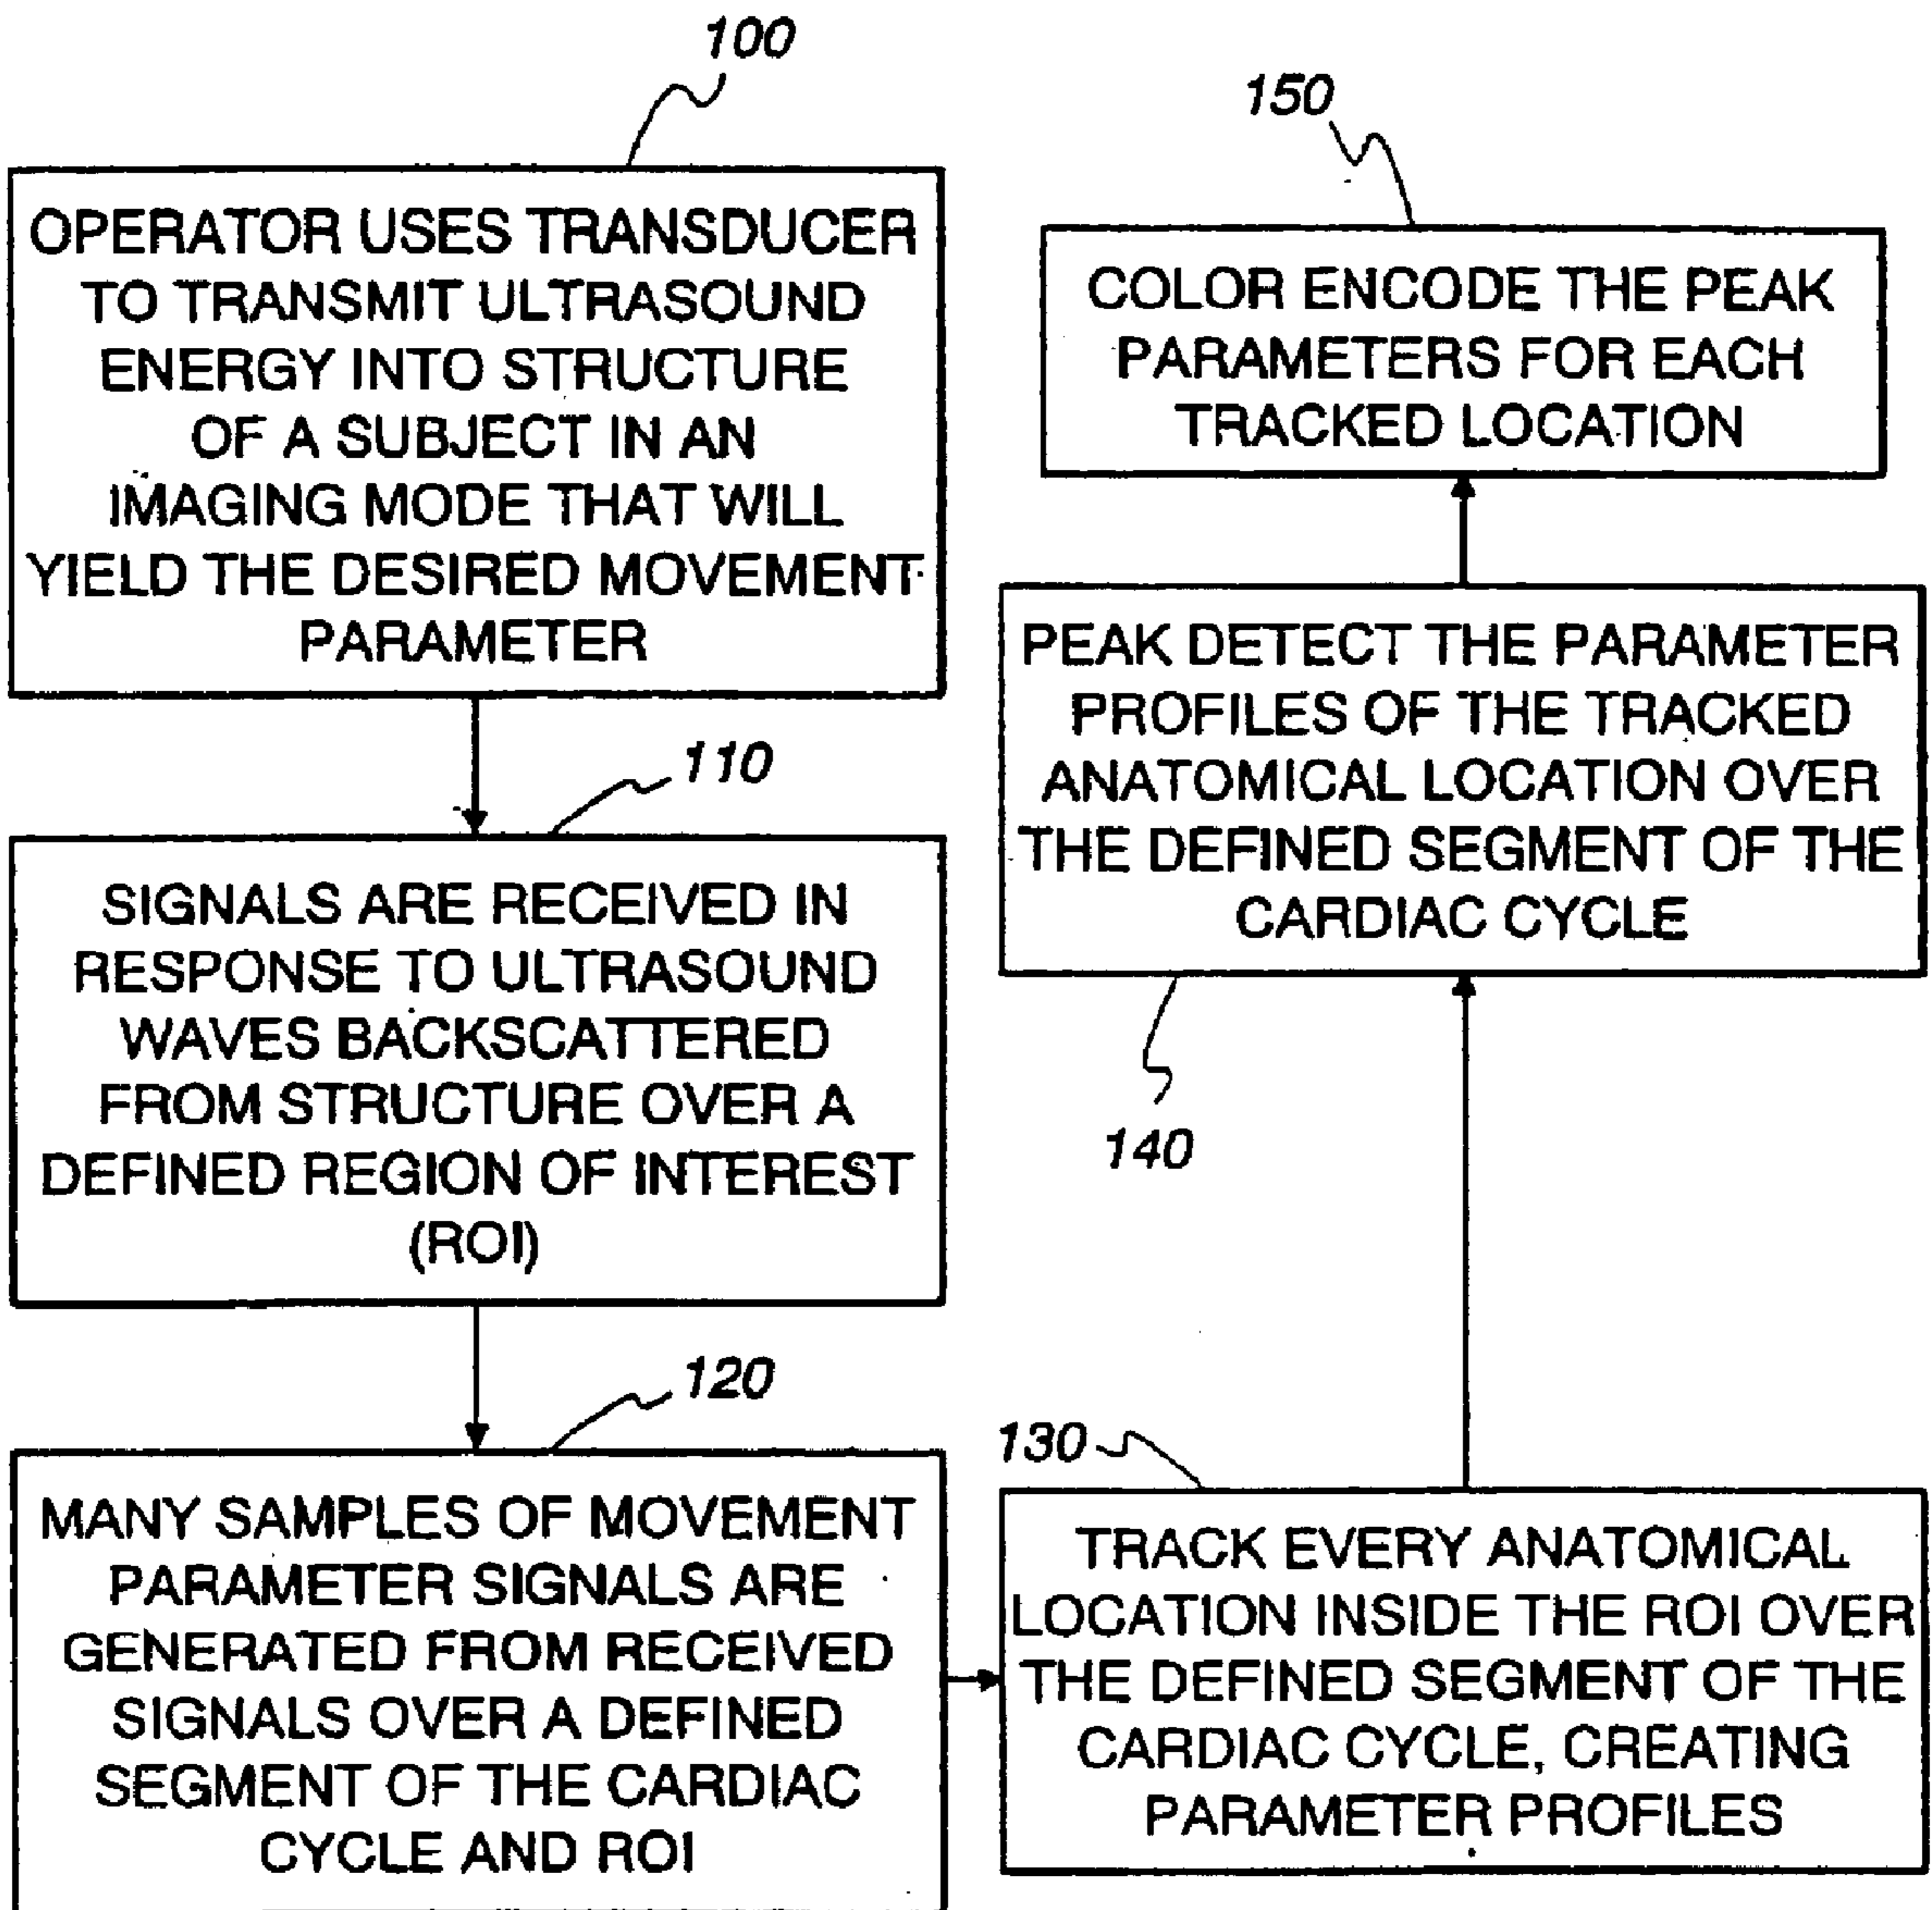 100
OPERATOR USES TRANSDUCER
TO TRANSMIT ULTRASOUND
ENERGY INTO STRUCTURE
OF A SUBJECT IN AN
IMAGING MODE THAT WILL
YIELD THE DESIRED MOVEMENT
PARAMETER
110
SIGNALS ARE RECEIVED IN
RESPONSE TO ULTRASOUND
WAVES BACKSCATTERED
FROM STRUCTURE OVER A
DEFINED REGION OF INTEREST
(ROI)
120
MANY SAMPLES OF MOVEMENT
PARAMETER SIGNALS ARE
GENERATED FROM RECEIVED
SIGNALS OVER A DEFINED
SEGMENT OF THE CARDIAC
CYCLE AND ROI
130
TRACK EVERY ANATOMICAL
LOCATION INSIDE THE ROI OVER
THE DEFINED SEGMENT OF THE
CARDIAC CYCLE, CREATING
PARAMETER PROFILES
140
PEAK DETECT THE PARAMETER
PROFILES OF THE TRACKED
ANATOMICAL LOCATION OVER
THE DEFINED SEGMENT OF THE
CARDIAC CYCLE
150
COLOR ENCODE THE PEAK
PARAMETERS FOR EACH
TRACKED LOCATION